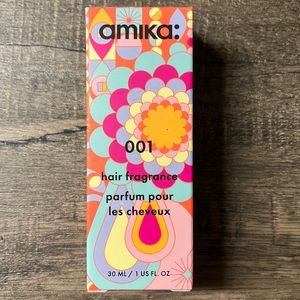 amika:
001
hair fragrance
parfum pour
les cheveux
30 ML / 1 US FL. OZ